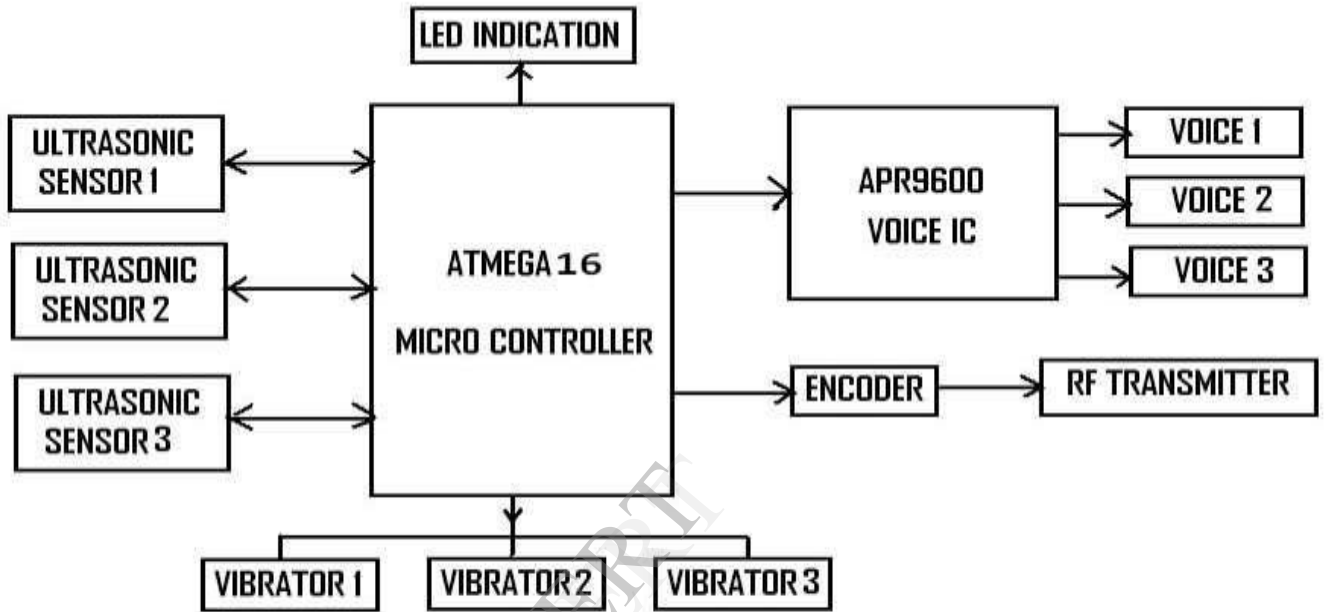 LED INDICATION
ULTRASONIC
SENSOR 1
ULTRASONIC
SENSOR 2
ULTRASONIC
SENSOR 3
ATMEGA 16
MICRO CONTROLLER
APR9600
VOICE IC
VOICE 1
VOICE 2
VOICE 3
ENCODER
RF TRANSMITTER
VIBRATOR 1
VIBRATOR 2
VIBRATOR 3